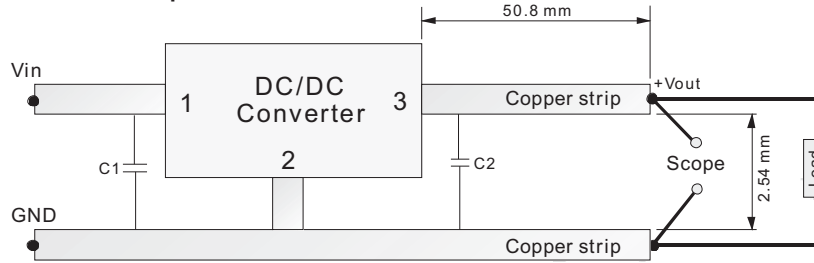 50.8 mm
Vin
DC/DC
Converter
1
2
3
Copper strip
+Vout
C1
C2
Scope
2.54 mm
Load
GND
Copper strip